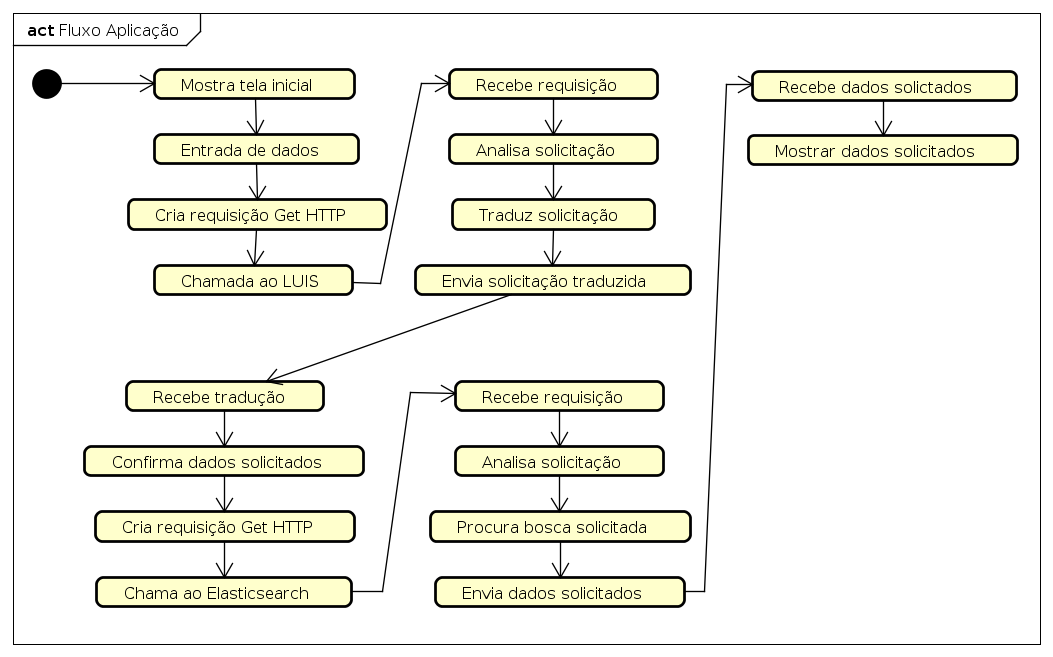 act Fluxo Aplicação
Mostra tela inicial
Entrada de dados
Cria requisição Get HTTP
Chamada ao LUIS
Recebe requisição
Analisa solicitação
Traduz solicitação
Envia solicitação traduzida
Recebe tradução
Confirma dados solicitados
Cria requisição Get HTTP
Chama ao Elasticsearch
Recebe requisição
Analisa solicitação
Procura bosca solicitada
Envia dados solicitados
Recebe dados solictados
Mostrar dados solicitados